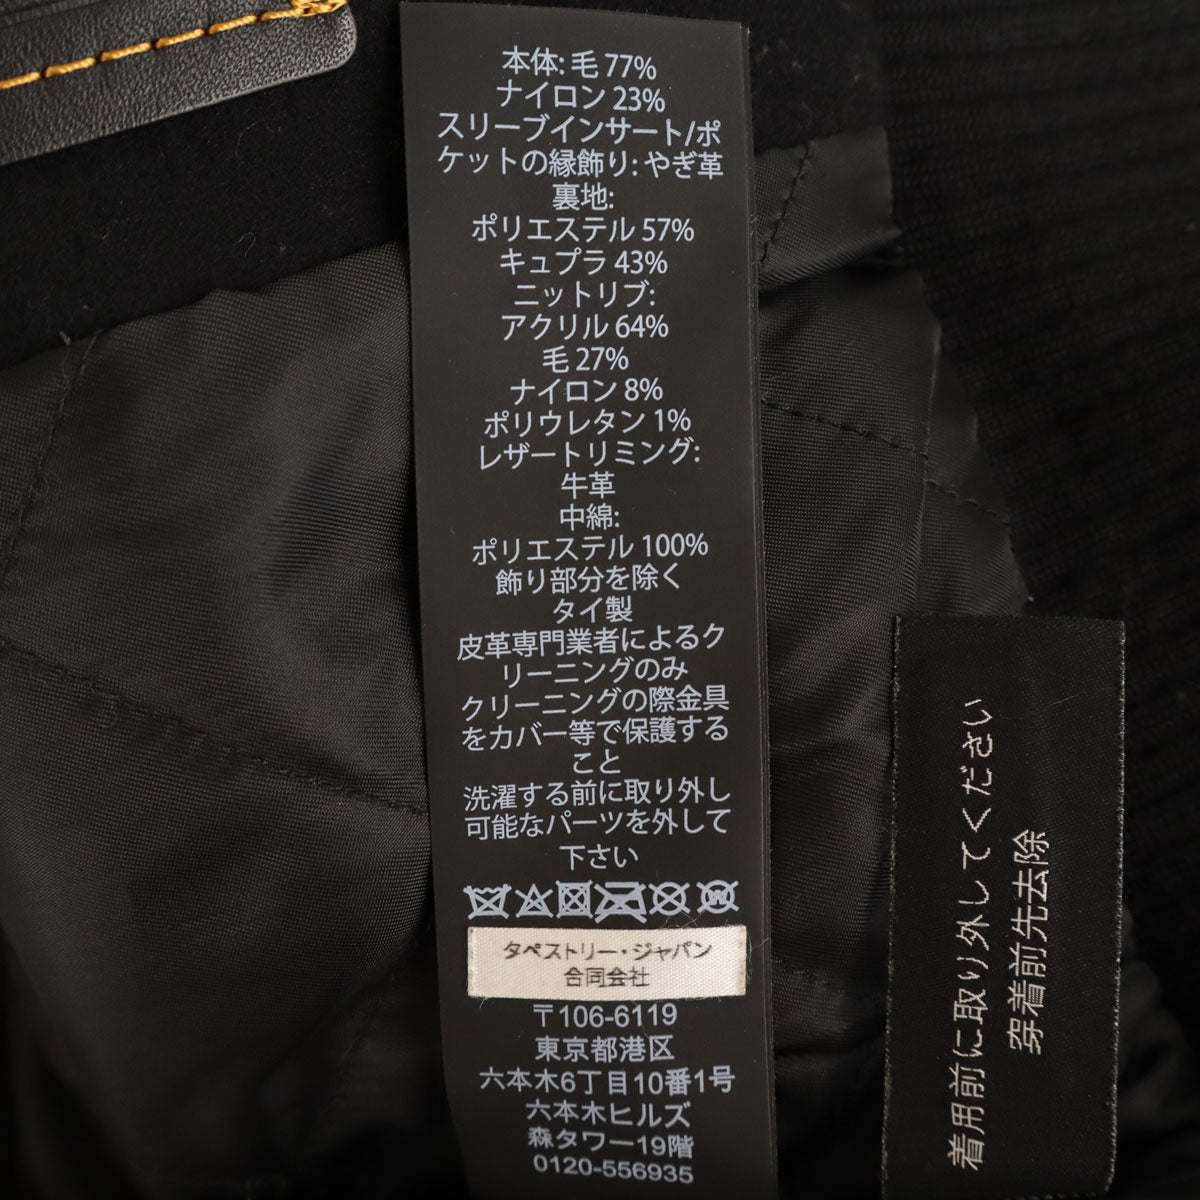 本体: 毛 77%
ナイロン 23%
スリーブインサート/ポ
ケットの縁飾り: やぎ革
裏地:
ポリエステル 57%
キュプラ 43%
ニットリブ:
アクリル 64%
毛 27%
ナイロン 8%
ポリウレタン 1%
レザートリミング:
牛革
中綿:
ポリエステル 100%
飾り部分を除く
タイ製
皮革専門業者によるク
リーニングのみ
クリーニングの際金具
をカバー等で保護する
こと
洗濯する前に取り外し
可能なパーツを外して
下さい
タペストリー・ジャパン
合同会社
〒106-6119
東京都港区
六本木6丁目10番1号
六本木ヒルズ
森タワー19階
0120-556935
着用前に取り外してください
穿着前先去除